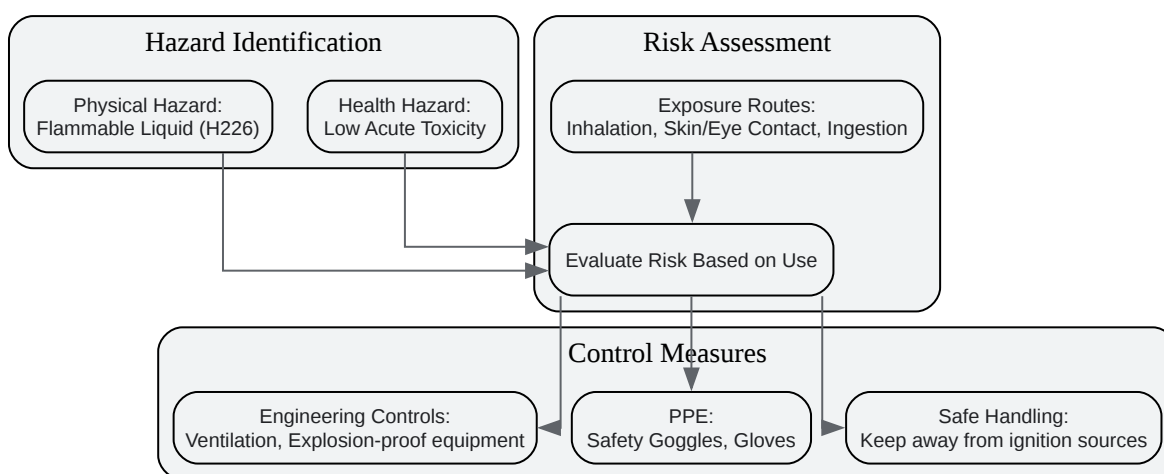 Hazard Identification
Physical Hazard:
Flammable Liquid (H226)
Health Hazard:
Low Acute Toxicity
Risk Assessment
Exposure Routes:
Inhalation, Skin/Eye Contact, Ingestion
Evaluate Risk Based on Use
Control Measures
Engineering Controls:
Ventilation, Explosion-proof equipment
PPE:
Safety Goggles, Gloves
Safe Handling:
Keep away from ignition sources